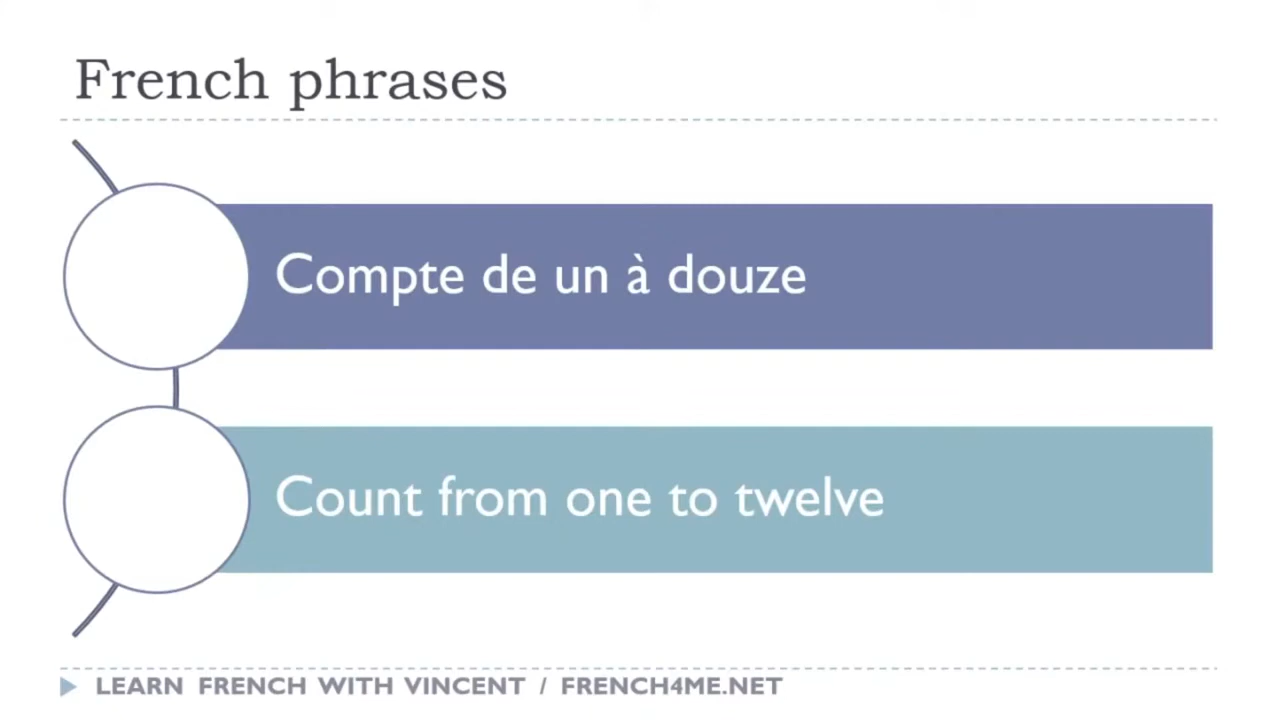 French phrases
Compte de un à douze
Count from one to twelve
LEARN FRENCH WITH VINCENT / FRENCH4ME.NET